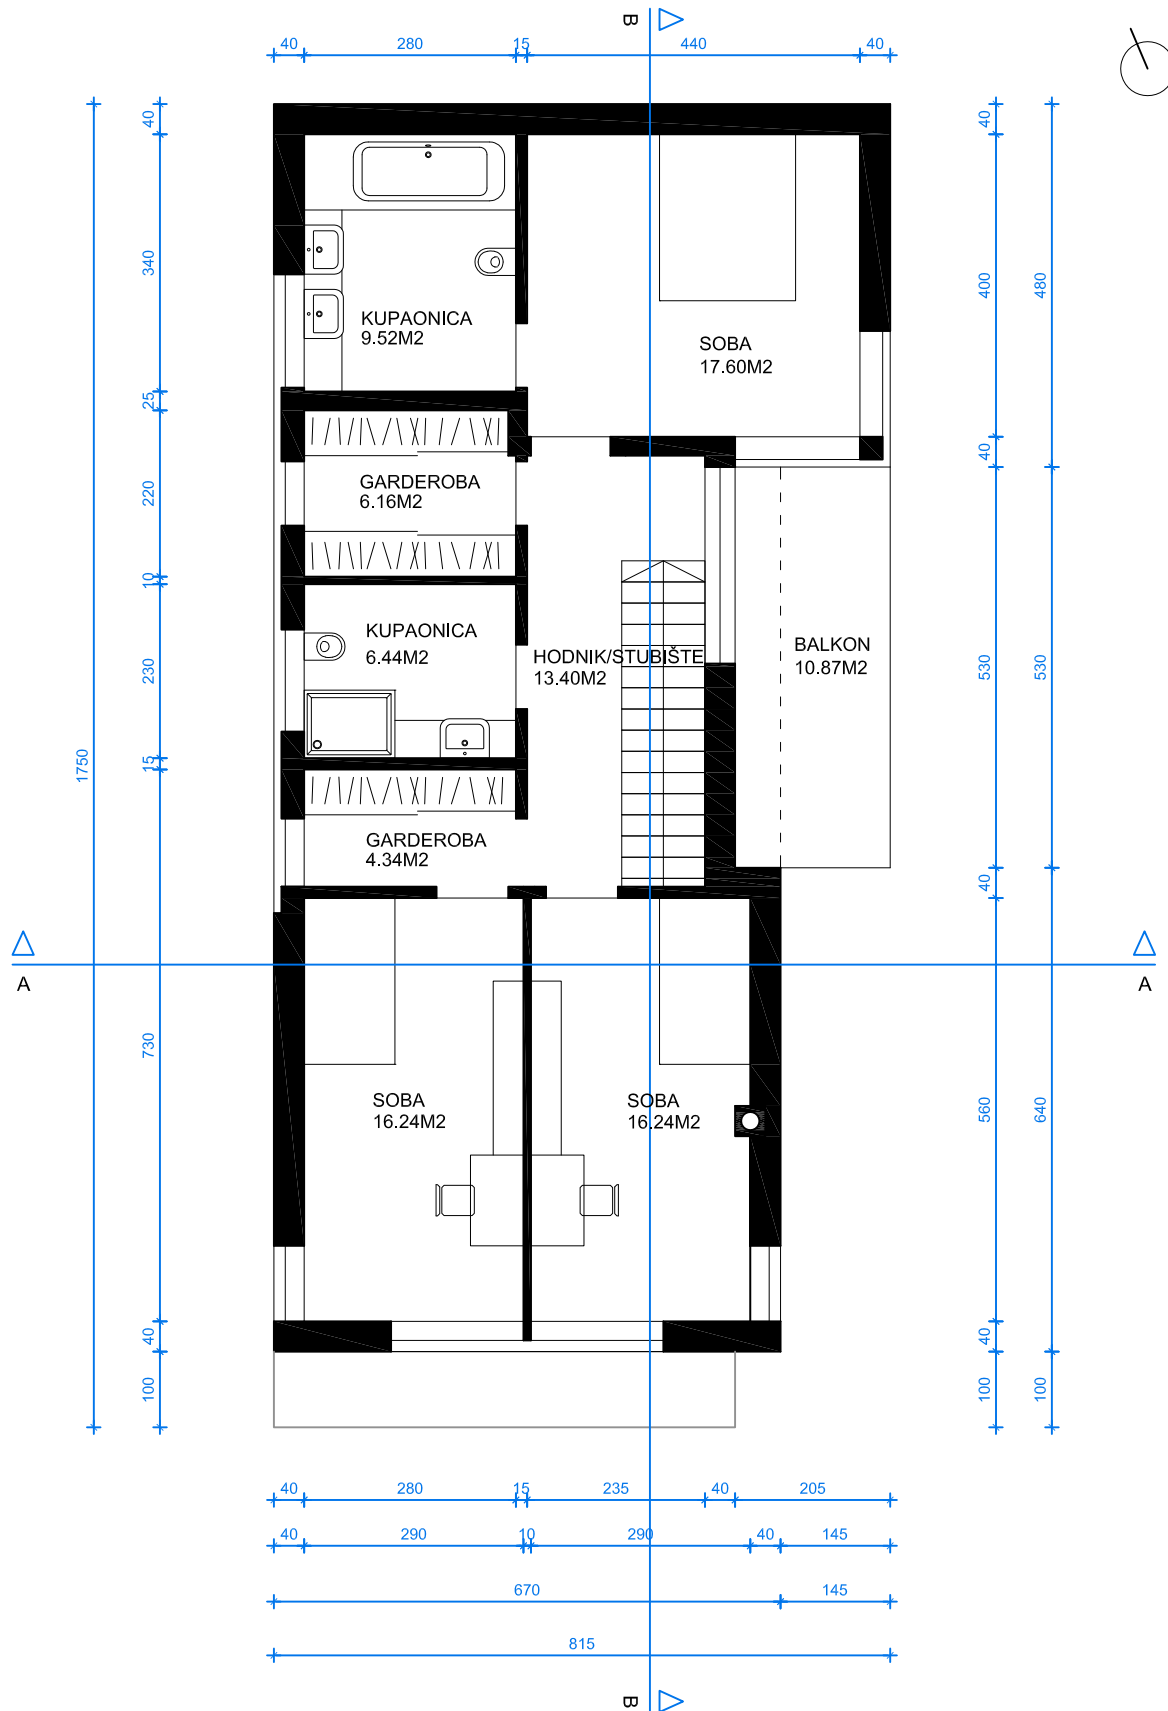 B
40 280 15 440 40
40
340
25
220
10
230
15
730
40
100
1750
40
400
40
530
40
560
40
100
480
530
640
100
KUPAONICA
9.52M2
SOBA
17.60M2
GARDEROBA
6.16M2
KUPAONICA
6.44M2
HODNIK/STUBIŠTE
13.40M2
BALKON
10.87M2
GARDEROBA
4.34M2
A
A
SOBA
16.24M2
SOBA
16.24M2
40 280 15 235 40 205
40 290 10 290 40 145
670 145
815
B